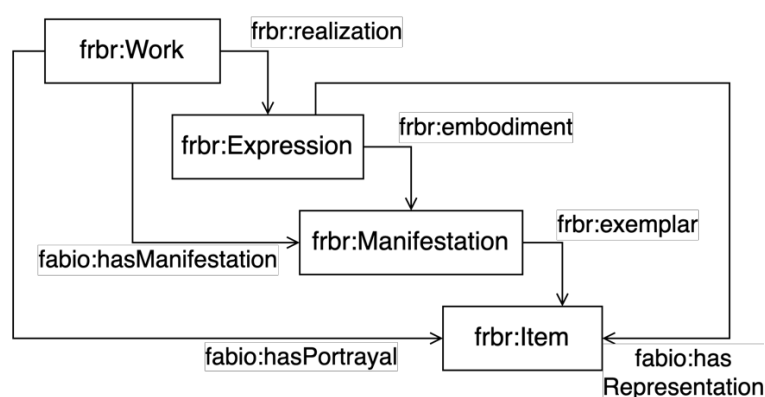 frbr:Work
frbr:realization
frbr:Expression
frbr:embodiment
frbr:Manifestation
frbr:exemplar
fabio:hasManifestation
frbr:Item
fabio:hasPortrayal
fabio:has
Representation